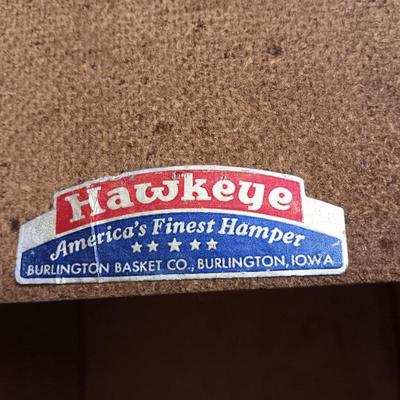 Hawkeye
America's Finest Hamper
BURLINGTON BASKET CO., BURLINGTON, IOWA